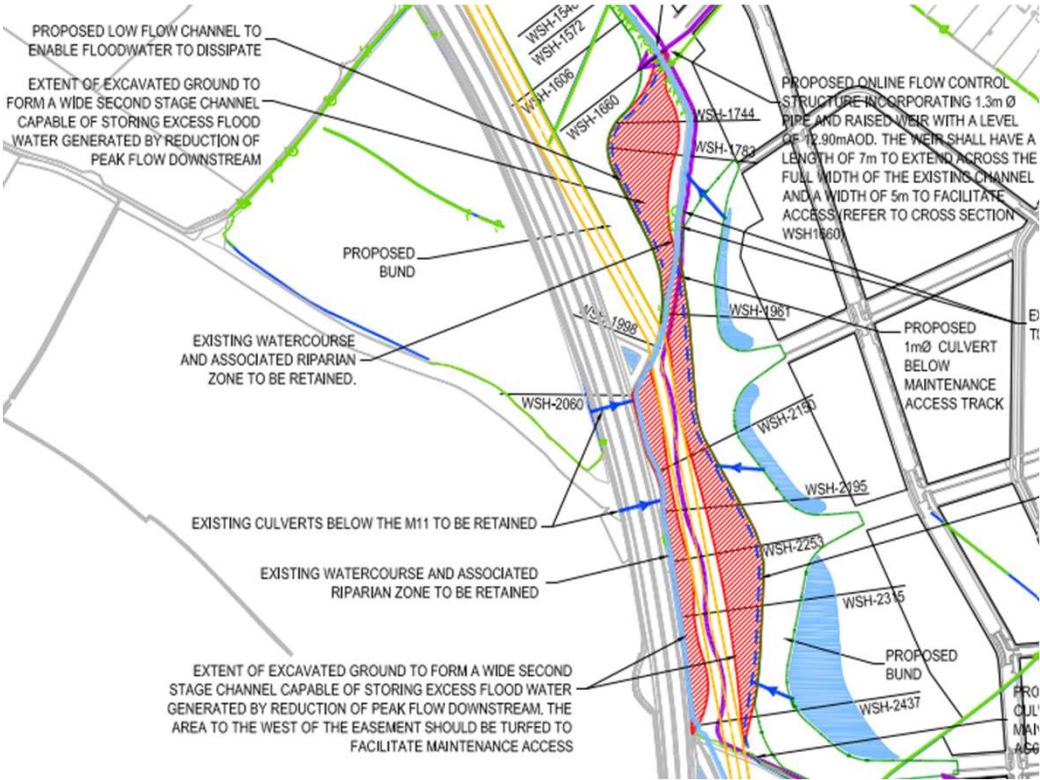 PROPOSED LOW FLOW CHANNEL TO
ENABLE FLOODWATER TO DISSIPATE
EXTENT OF EXCAVATED GROUND TO
FORM A WIDE SECOND STAGE CHANNEL
CAPABLE OF STORING EXCESS FLOOD
WATER GENERATED BY REDUCTION OF
PEAK FLOW DOWNSTREAM
WSH-1572
WSH-1606
WSH-1660
WSH-1744
WSH-1783
PROPOSED ONLINE FLOW CONTROL
STRUCTURE INCORPORATING 1.3m Ø
PIPE AND RAISED WEIR WITH A LEVEL
OF 12.90mAOD. THE WEIR SHALL HAVE A
LENGTH OF 7m TO EXTEND ACROSS THE
FULL WIDTH OF THE EXISTING CHANNEL
AND A WIDTH OF 5m TO FACILITATE
ACCESS (REFER TO CROSS SECTION
WSH1660)
PROPOSED
BUND
EXISTING WATERCOURSE
AND ASSOCIATED RIPARIAN
ZONE TO BE RETAINED.
WSH-1998
WSH-1961
PROPOSED
1mØ CULVERT
BELOW
MAINTENANCE
ACCESS TRACK
WSH-2060
WSH-2150
WSH-2195
EXISTING CULVERTS BELOW THE M11 TO BE RETAINED
WSH-2253
EXISTING WATERCOURSE AND ASSOCIATED
RIPARIAN ZONE TO BE RETAINED
WSH-2315
EXTENT OF EXCAVATED GROUND TO FORM A WIDE SECOND
STAGE CHANNEL CAPABLE OF STORING EXCESS FLOOD WATER
GENERATED BY REDUCTION OF PEAK FLOW DOWNSTREAM. THE
AREA TO THE WEST OF THE EASEMENT SHOULD BE TURFED TO
FACILITATE MAINTENANCE ACCESS
PROPOSED
BUND
WSH-2437